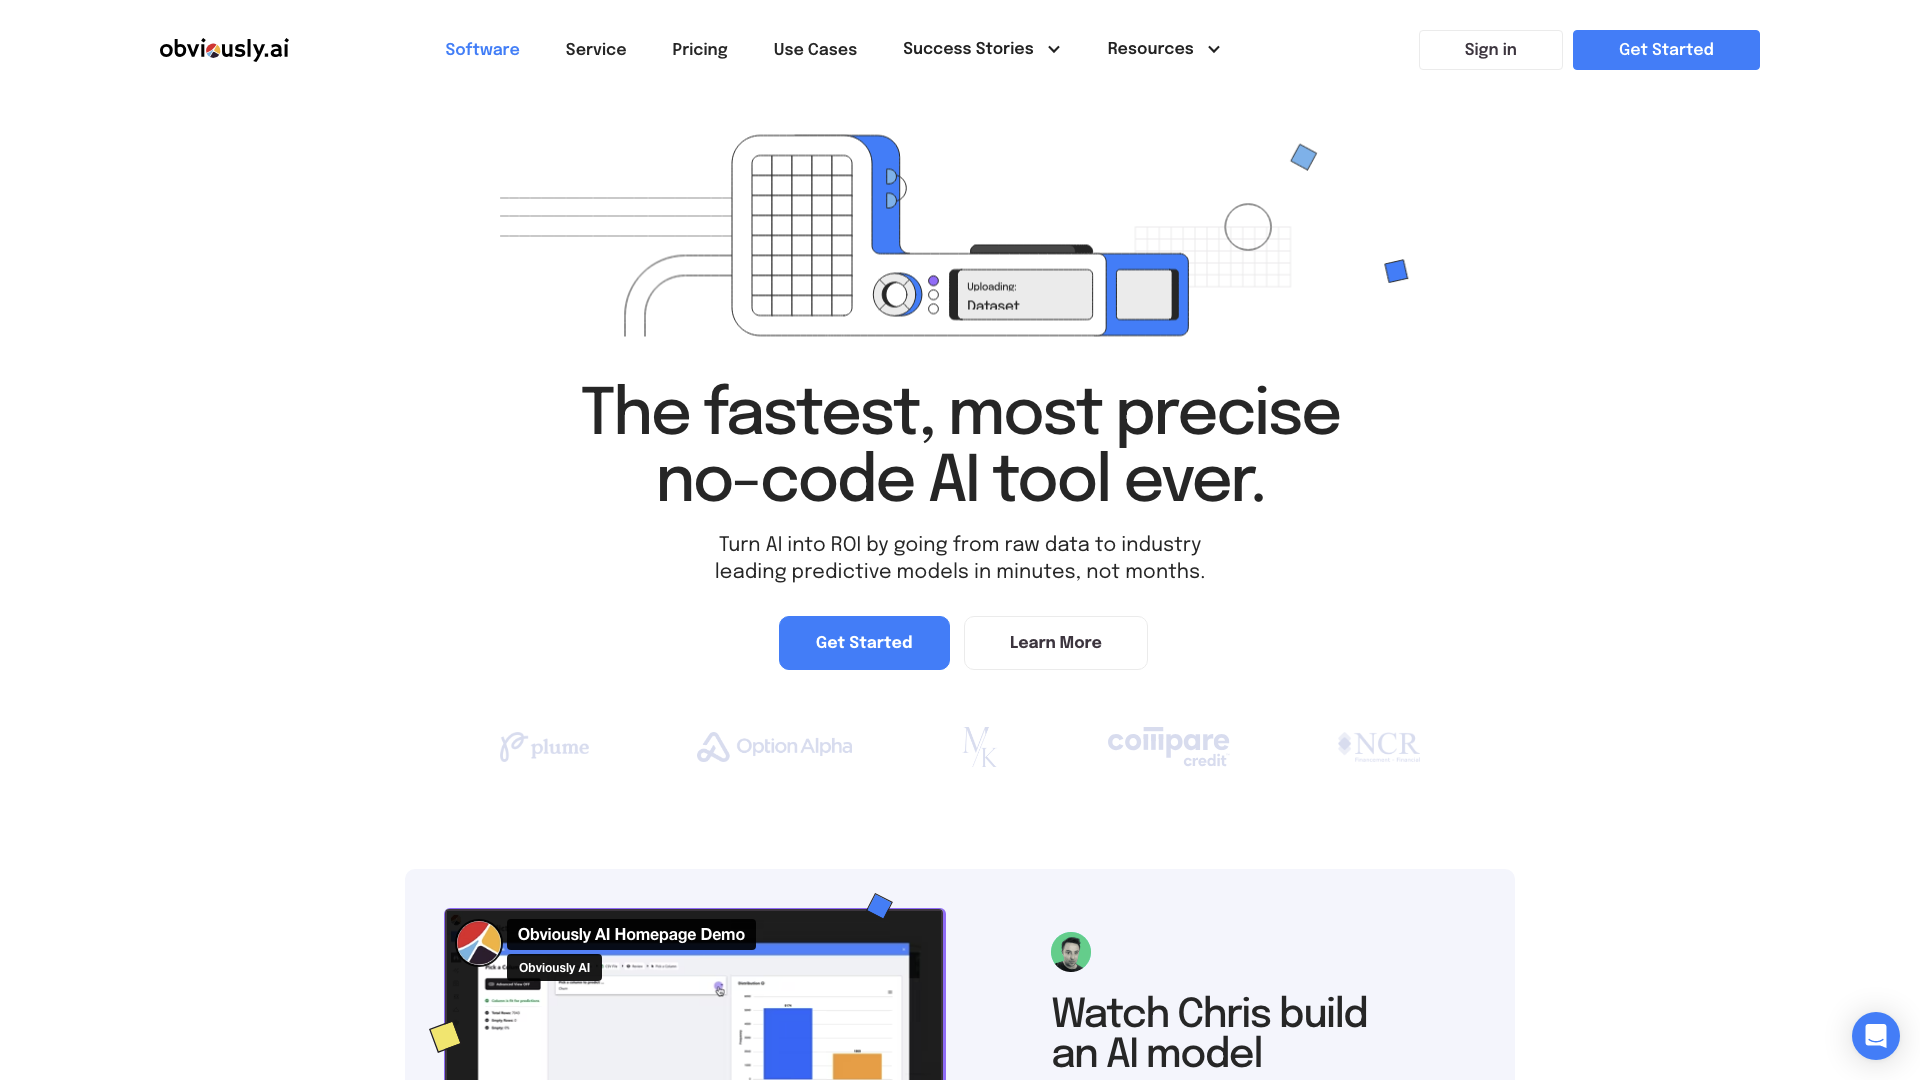 obviously.ai
Software
Service
Pricing
Use Cases
Success Stories
Resources
Sign in
Get Started
Uploading:
Dataset
The fastest, most precise
no-code AI tool ever.
Turn AI into ROI by going from raw data to industry
leading predictive models in minutes, not months.
Get Started
Learn More
plume
Option Alpha
M/K
compare
credit
NCR
Obviously AI Homepage Demo
Obviously AI
Watch Chris build
an AI model